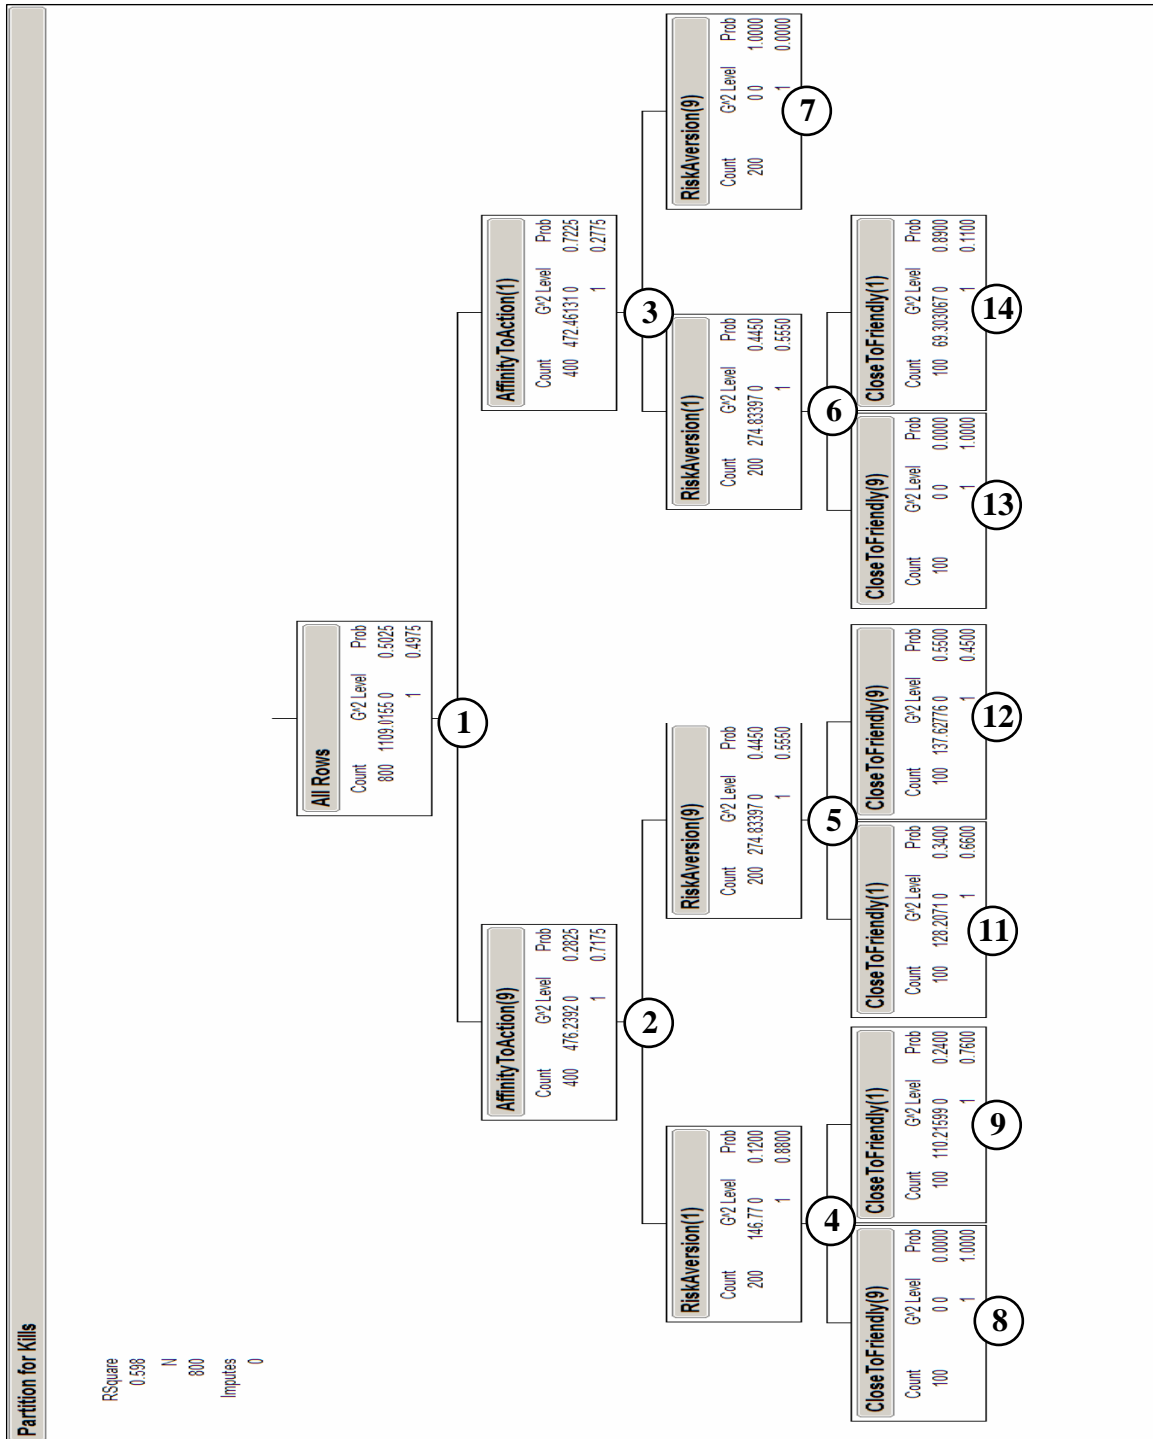 Partition for Kills
RSquare
0.598
N
800
Imputes
0
All Rows
Count G^2 Level Prob
800 1109.0155 0 0.5025
1 0.4975
1
AffinityToAction(9)
Count G^2 Level Prob
400 476.2392 0 0.2825
1 0.7175
2
AffinityToAction(1)
Count G^2 Level Prob
400 472.46131 0 0.7225
1 0.2775
3
RiskAversion(1)
Count G^2 Level Prob
200 146.77 0 0.1200
1 0.8800
4
RiskAversion(9)
Count G^2 Level Prob
200 274.83397 0 0.4450
1 0.5550
5
RiskAversion(1)
Count G^2 Level Prob
200 274.83397 0 0.4450
1 0.5550
6
RiskAversion(9)
Count G^2 Level Prob
200 0 0 1.0000
1 0.0000
7
CloseToFriendly(9)
Count G^2 Level Prob
100 0 0 0.0000
1 1.0000
8
CloseToFriendly(1)
Count G^2 Level Prob
100 110.21599 0 0.2400
1 0.7600
9
CloseToFriendly(1)
Count G^2 Level Prob
100 128.2071 0 0.3400
1 0.6600
11
CloseToFriendly(9)
Count G^2 Level Prob
100 137.62776 0 0.5500
1 0.4500
12
CloseToFriendly(9)
Count G^2 Level Prob
100 0 0 0.0000
1 1.0000
13
CloseToFriendly(1)
Count G^2 Level Prob
100 69.303067 0 0.8900
1 0.1100
14